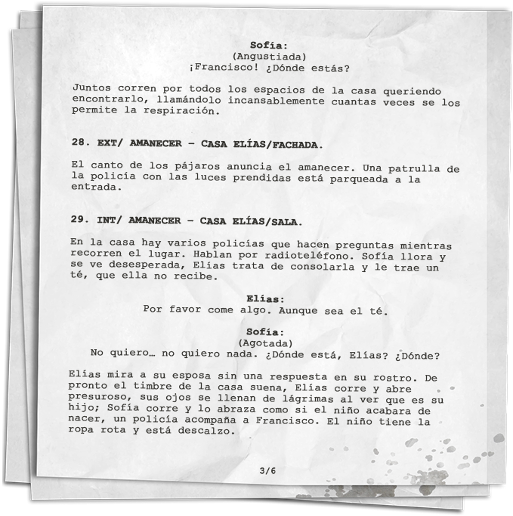 Sofía:
(Angustiada)
¡Francisco! ¿Dónde estás?
Juntos corren por todos los espacios de la casa queriendo
encontrarlo, llamándolo incansablemente cuantas veces se los
permite la respiración.
28. EXT/ AMANECER – CASA ELÍAS/FACHADA.
El canto de los pájaros anuncia el amanecer. Una patrulla de
la policía con las luces prendidas está parqueada a la
entrada.
29. INT/ AMANECER – CASA ELÍAS/SALA.
En la casa hay varios policías que hacen preguntas mientras
recorren el lugar. Hablan por radioteléfono. Sofía llora y
se ve desesperada, Elías trata de consolarla y le trae un
té, que ella no recibe.
Elías:
Por favor come algo. Aunque sea el té.
Sofía:
(Agotada)
No quiero… no quiero nada. ¿Dónde está, Elías? ¿Dónde?
Elías mira a su esposa sin una respuesta en su rostro. De
pronto el timbre de la casa suena, Elías corre y abre
presuroso, sus ojos se llenan de lágrimas al ver que es su
hijo; Sofía corre y lo abraza como si el niño acabara de
nacer, un policía acompaña a Francisco. El niño tiene la
ropa rota y está descalzo.
3/6